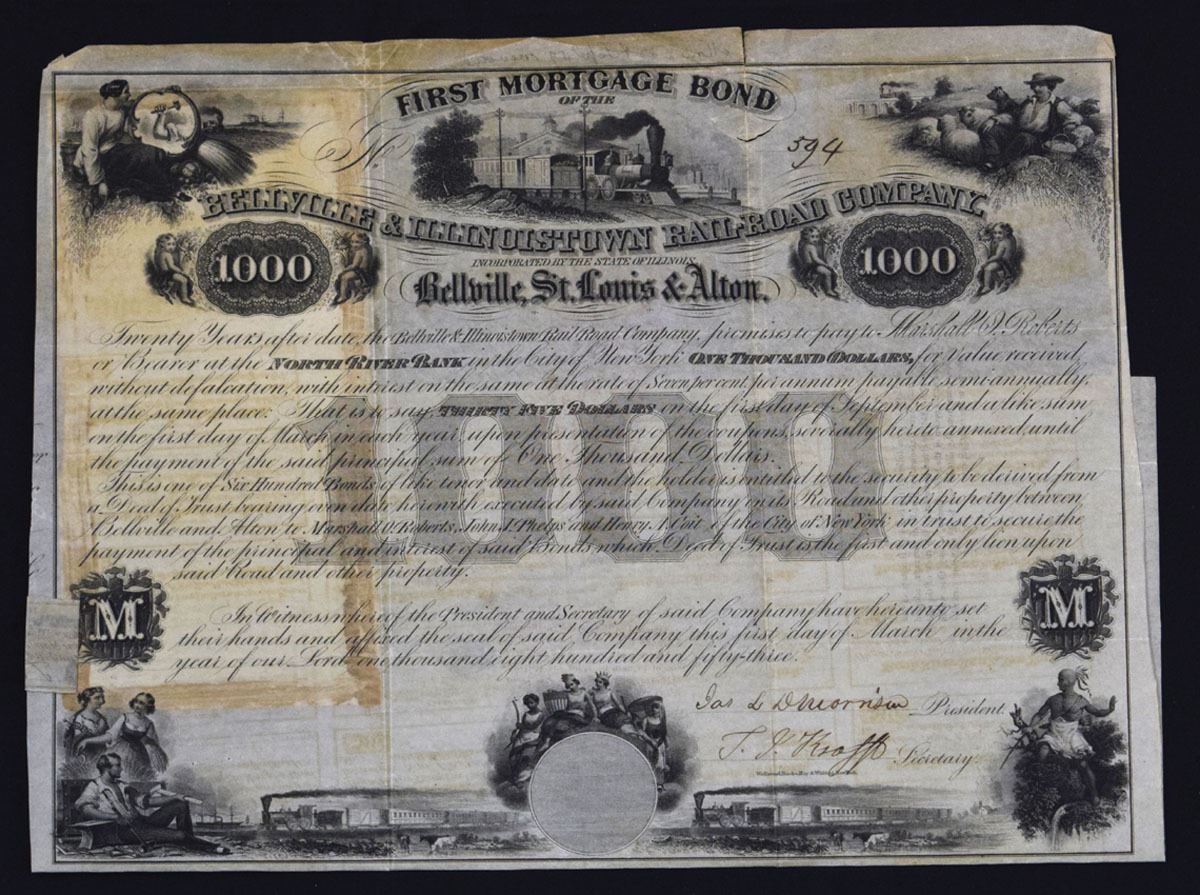 FIRST MORTGAGE BOND
OF THE
No 594
BELLVILLE & ILLINOIS-TOWN RAIL-ROAD COMPANY.
1.000 1.000
INCORPORATED BY THE STATE OF ILLINOIS.
Bellville, St. Louis & Alton.
Twenty Years after date, the Bellville & Illinoistown Rail Road Company, promises to pay to Marshall O. Roberts
or Bearer at the NORTH RIVER BANK in the City of New York ONE THOUSAND DOLLARS, for Value received,
without defalcation, with interest on the same at the rate of Seven per cent. per annum payable semi-annually,
at the same place: That is to say, THIRTY FIVE DOLLARS on the first day of September and a like sum
on the first day of March in each year, upon presentation of the coupons, severally hereto annexed, until
the payment of the said principal sum of One Thousand Dollars.
This is one of Six Hundred Bonds of like tenor and date, and the holder is entitled to the security to be derived from
a Deed of Trust bearing even date herewith executed by said Company on its Road and other property between
Bellville and Alton to Marshall O. Roberts, John J. Phelps and Henry A. Coit of the City of New York in trust to secure the
payment of the principal and interest of said Bonds which Deed of Trust is the first and only lien upon
said Road and other property.
1000
In Witness whereof the President and Secretary of said Company have hereunto set
their hands and affixed the seal of said Company this first day of March in the
year of our Lord one thousand eight hundred and fifty-three.
M M
President.
Secretary.